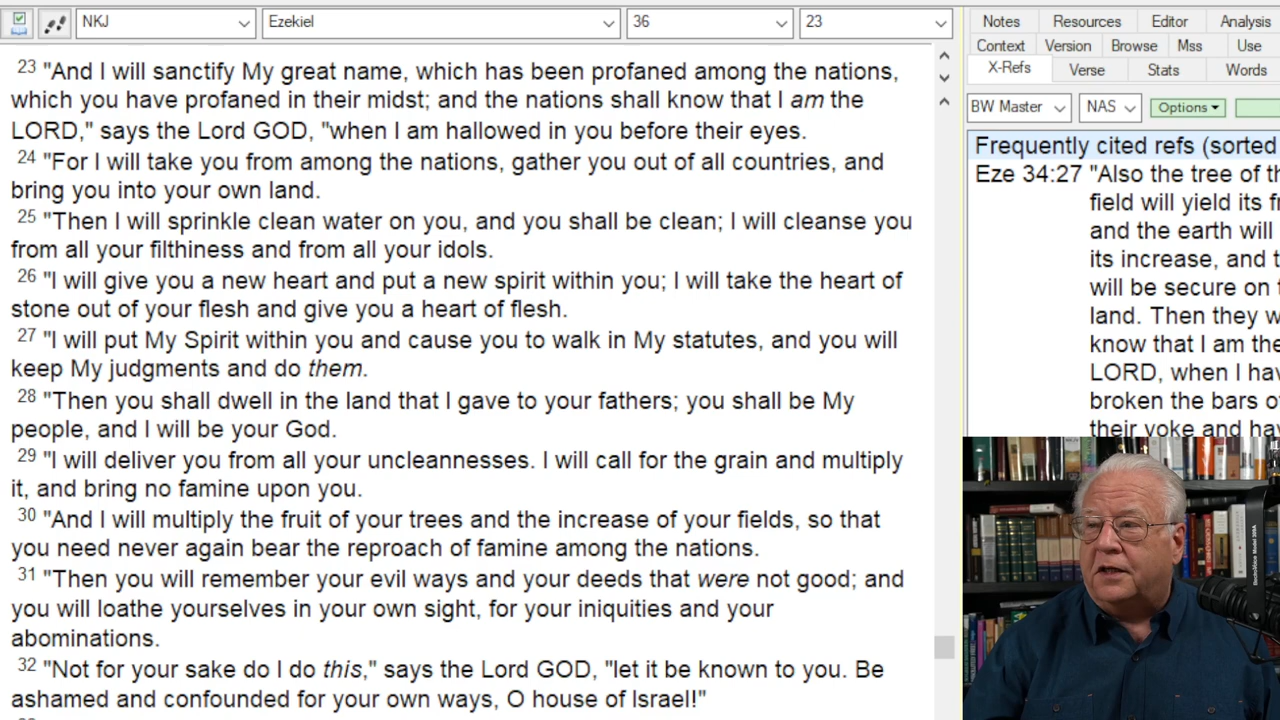 NKJ Ezekiel 36 23
23 "And I will sanctify My great name, which has been profaned among the nations,
which you have profaned in their midst; and the nations shall know that I am the
LORD," says the Lord GOD, "when I am hallowed in you before their eyes.
24 "For I will take you from among the nations, gather you out of all countries, and
bring you into your own land.
25 "Then I will sprinkle clean water on you, and you shall be clean; I will cleanse you
from all your filthiness and from all your idols.
26 "I will give you a new heart and put a new spirit within you; I will take the heart of
stone out of your flesh and give you a heart of flesh.
27 "I will put My Spirit within you and cause you to walk in My statutes, and you will
keep My judgments and do them.
28 "Then you shall dwell in the land that I gave to your fathers; you shall be My
people, and I will be your God.
29 "I will deliver you from all your uncleannesses. I will call for the grain and multiply
it, and bring no famine upon you.
30 "And I will multiply the fruit of your trees and the increase of your fields, so that
you need never again bear the reproach of famine among the nations.
31 "Then you will remember your evil ways and your deeds that were not good; and
you will loathe yourselves in your own sight, for your iniquities and your
abominations.
32 "Not for your sake do I do this," says the Lord GOD, "let it be known to you. Be
ashamed and confounded for your own ways, O house of Israel!"
Notes Resources Editor Analysis
Context Version Browse Mss Use
X-Refs Verse Stats Words
BW Master NAS Options
Frequently cited refs (sorted
Eze 34:27 "Also the tree of th
field will yield its fr
and the earth will
its increase, and t
will be secure on t
land. Then they w
know that I am the
LORD, when I hav
broken the bars of
their yoke and hav